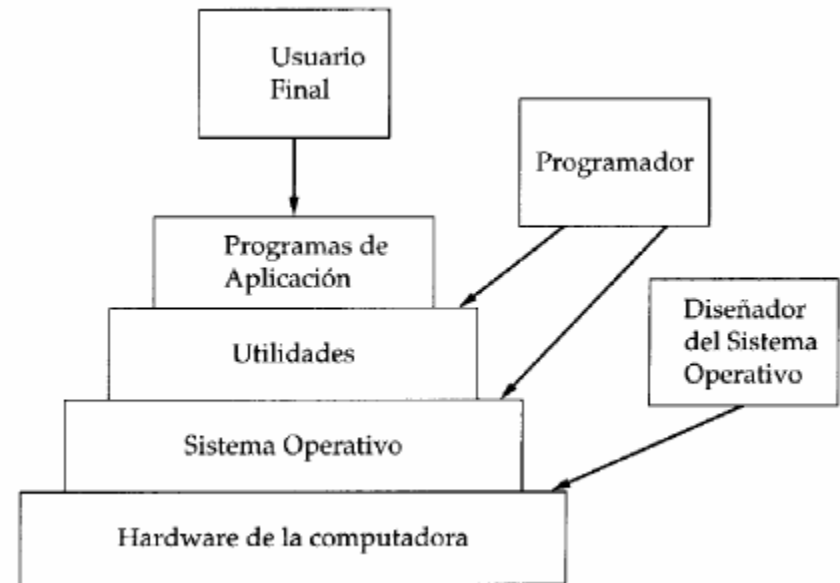 Usuario
Final
Programador
Programas de
Aplicación
Diseñador
del Sistema
Operativo
Utilidades
Sistema Operativo
Hardware de la computadora